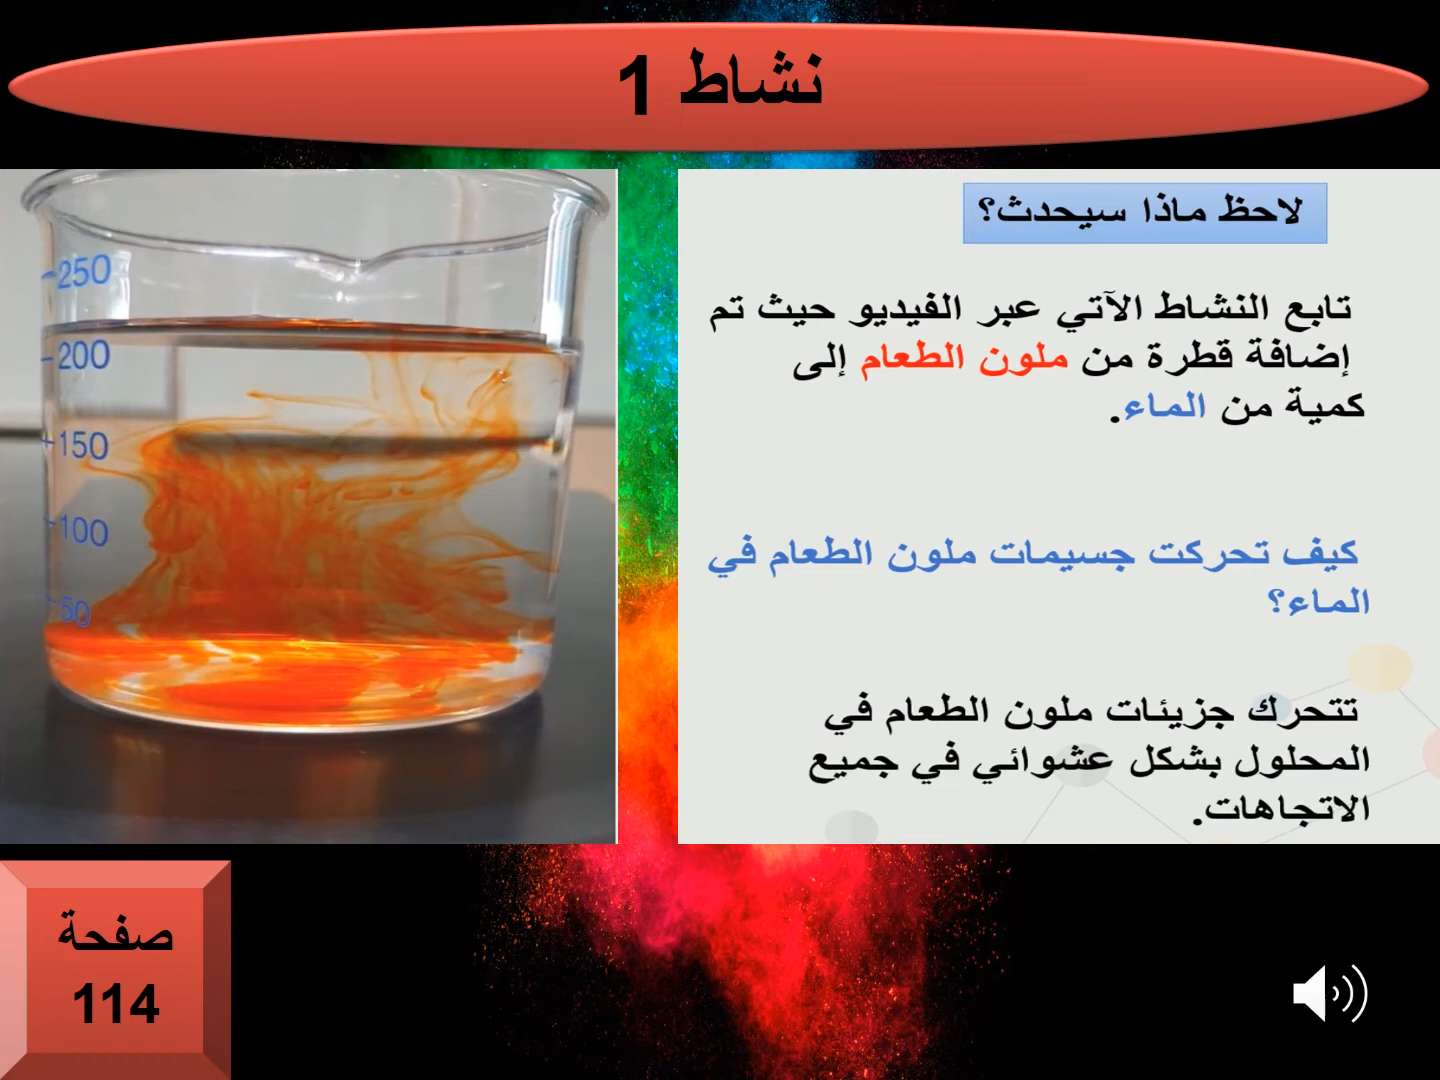 نشاط 1
250
200
150
100
50
لاحظ ماذا سيحدث؟
تابع النشاط الآتي عبر الفيديو حيث تم
إضافة قطرة من ملون الطعام إلى
كمية من الماء.
كيف تحركت جسيمات ملون الطعام في
الماء؟
تتحرك جزيئات ملون الطعام في
المحلول بشكل عشوائي في جميع
الاتجاهات.
صفحة
114